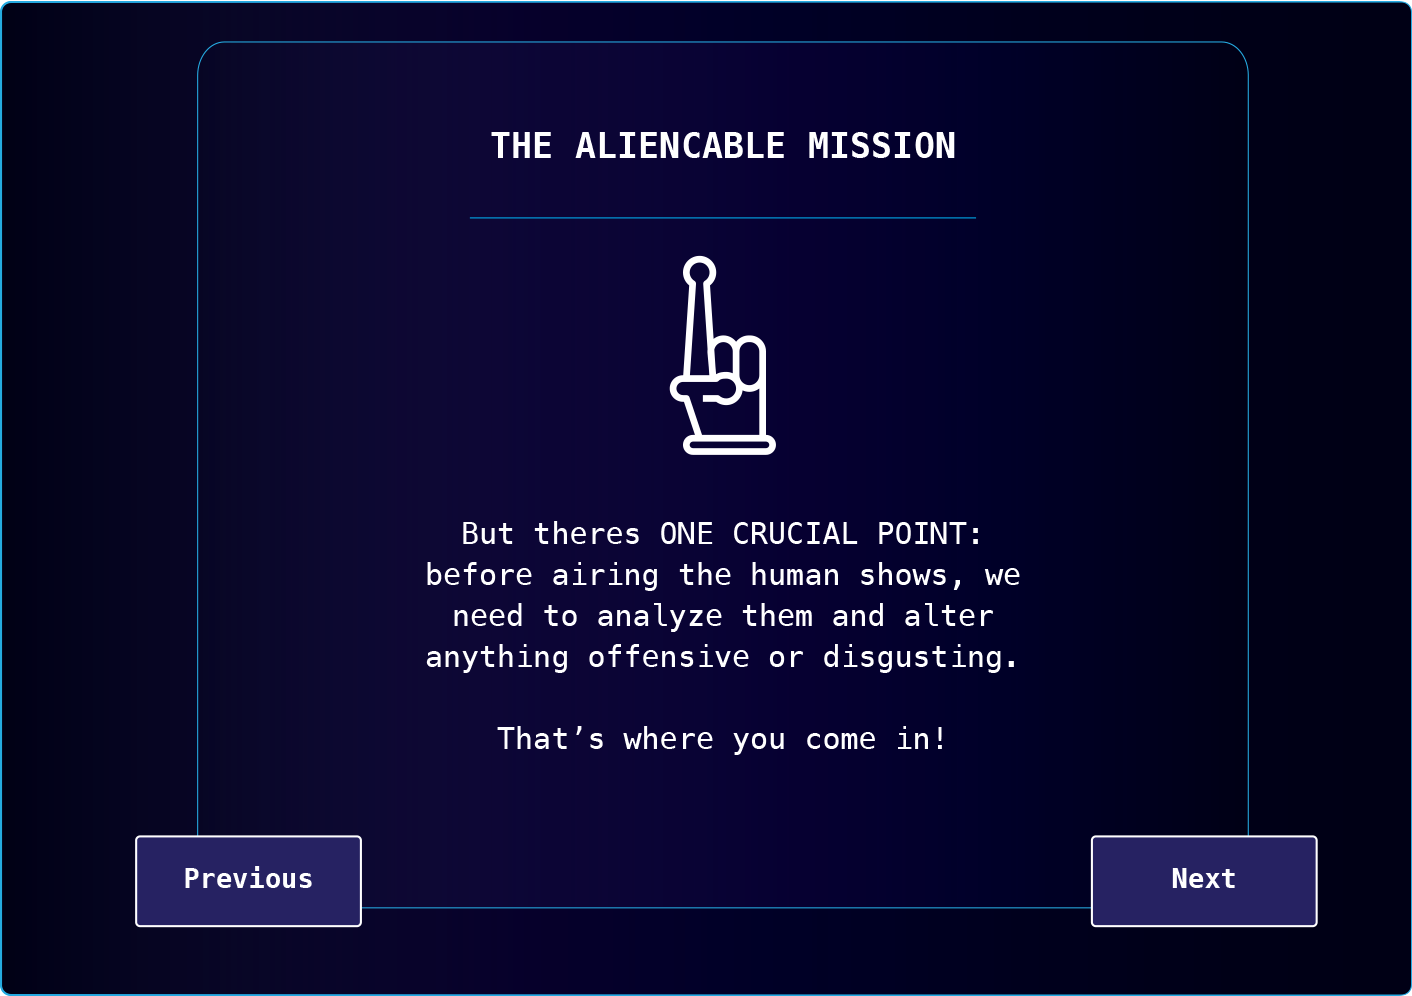 THE ALIENCABLE MISSION
But theres ONE CRUCIAL POINT:
before airing the human shows, we
need to analyze them and alter
anything offensive or disgusting.
That’s where you come in!
Previous
Next